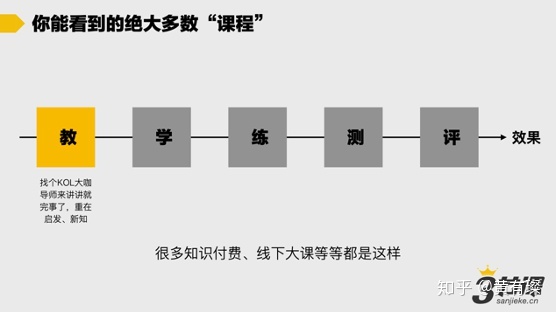 你能看到的绝大多数“课程”
教
学
练
测
评
效果
找个KOL大咖
导师来讲讲就
完事了，重在
启发、新知
很多知识付费、线下大课等等都是这样
知乎 @黄有璨
sanjieke.cn